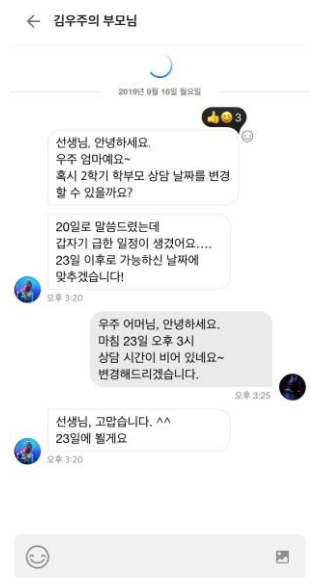 김우주의 부모님
2019년 9월 16일 월요일
3
선생님, 안녕하세요.
우주 엄마예요~
혹시 2학기 학부모 상담 날짜를 변경
할 수 있을까요?
20일로 말씀드렸는데
갑자기 급한 일정이 생겼어요....
23일 이후로 가능하신 날짜에
맞추겠습니다!
오후 3:20
우주 어머님, 안녕하세요.
마침 23일 오후 3시
상담 시간이 비어 있네요~
변경해드리겠습니다.
오후 3:25
선생님, 고맙습니다. ^^
23일에 뵐게요
오후 3:20